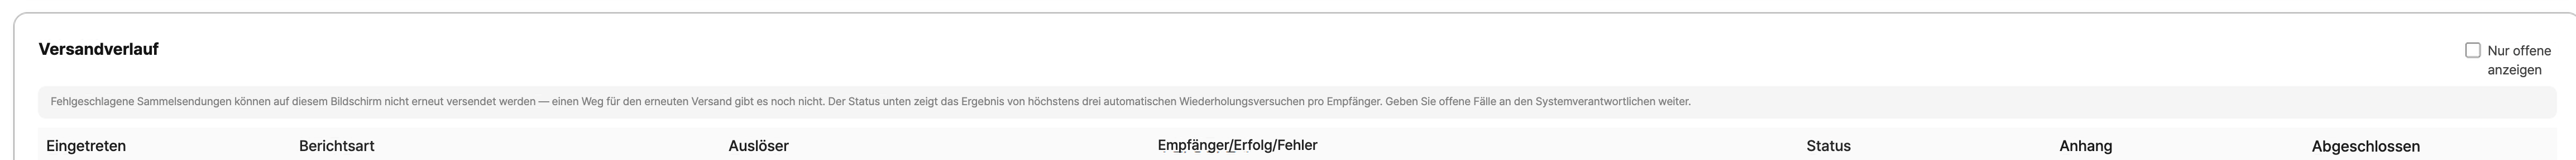 Versandverlauf
Nur offene
anzeigen
Fehlgeschlagene Sammelsendungen können auf diesem Bildschirm nicht erneut versendet werden — einen Weg für den erneuten Versand gibt es noch nicht. Der Status unten zeigt das Ergebnis von höchstens drei automatischen Wiederholungsversuchen pro Empfänger. Geben Sie offene Fälle an den Systemverantwortlichen weiter.
Eingetreten Berichtsart Auslöser Empfänger/Erfolg/Fehler Status Anhang Abgeschlossen